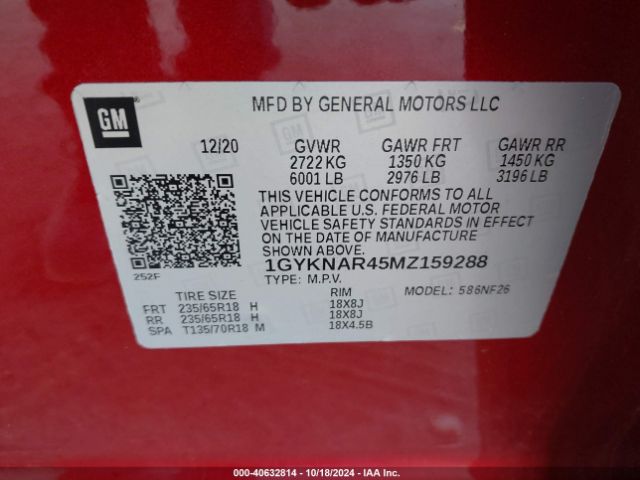 GM
MFD BY GENERAL MOTORS LLC
12/20 GVWR GAWR FRT GAWR RR
2722 KG 1350 KG 1450 KG
6001 LB 2976 LB 3196 LB
THIS VEHICLE CONFORMS TO ALL
APPLICABLE U.S. FEDERAL MOTOR
VEHICLE SAFETY STANDARDS IN EFFECT
ON THE DATE OF MANUFACTURE
SHOWN ABOVE.
1GYKNAR45MZ159288
252F
TYPE: M.P.V.
MODEL: 586NF26
TIRE SIZE RIM
FRT 235/65R18 H 18X8J
RR 235/65R18 H 18X8J
SPA T135/70R18 M 18X4.5B
000-40632814 | 10/18/2024 | IAA Inc.